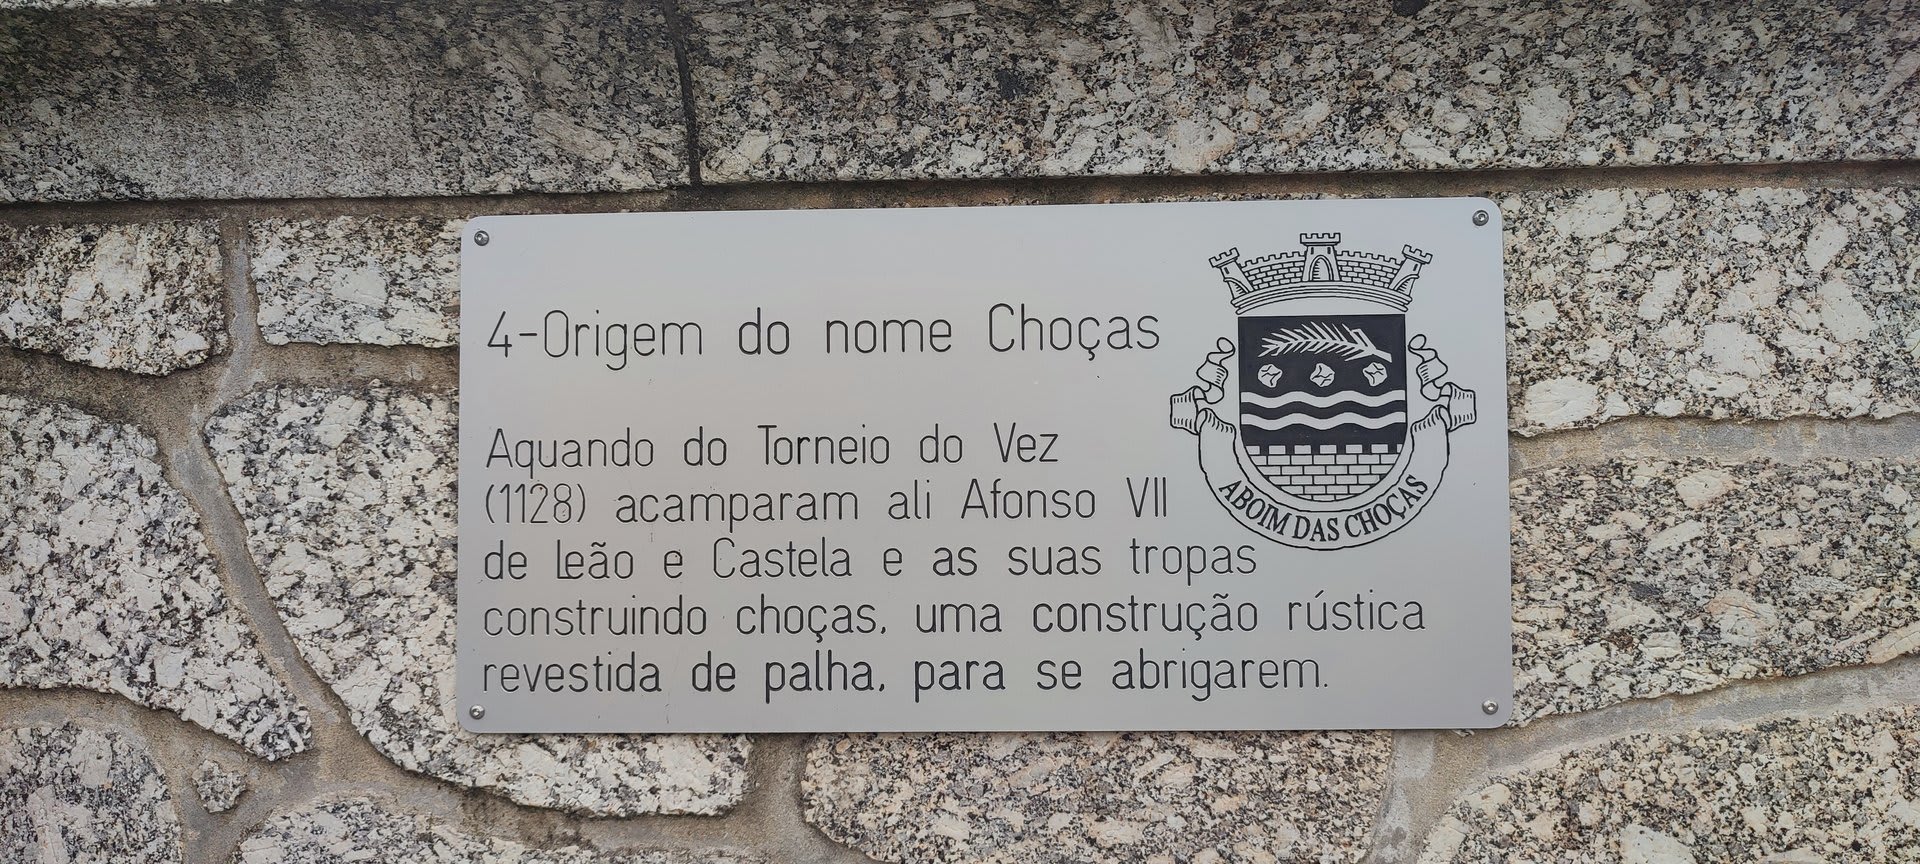 4-Origem do nome Choças
Aquando do Torneio do Vez
(1128) acamparam ali Afonso VII
de Leão e Castela e as suas tropas
construindo choças, uma construção rústica
revestida de palha, para se abrigarem.
ABOIM DAS CHOÇAS